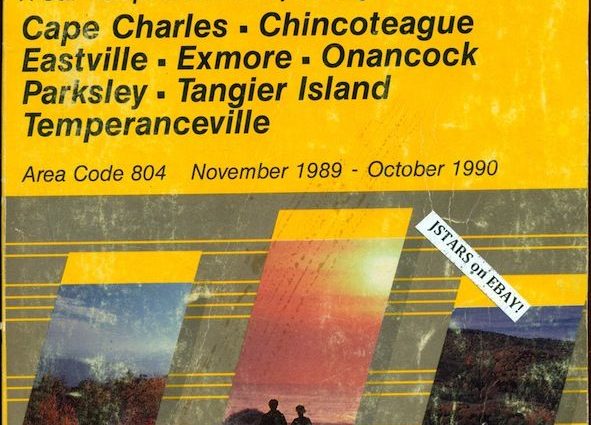 Cape Charles ▪ Chincoteague
Eastville ▪ Exmore ▪ Onancock
Parksley ▪ Tangier Island
Temperanceville
Area Code 804 November 1989 - October 1990
JSTARS on EBAY!